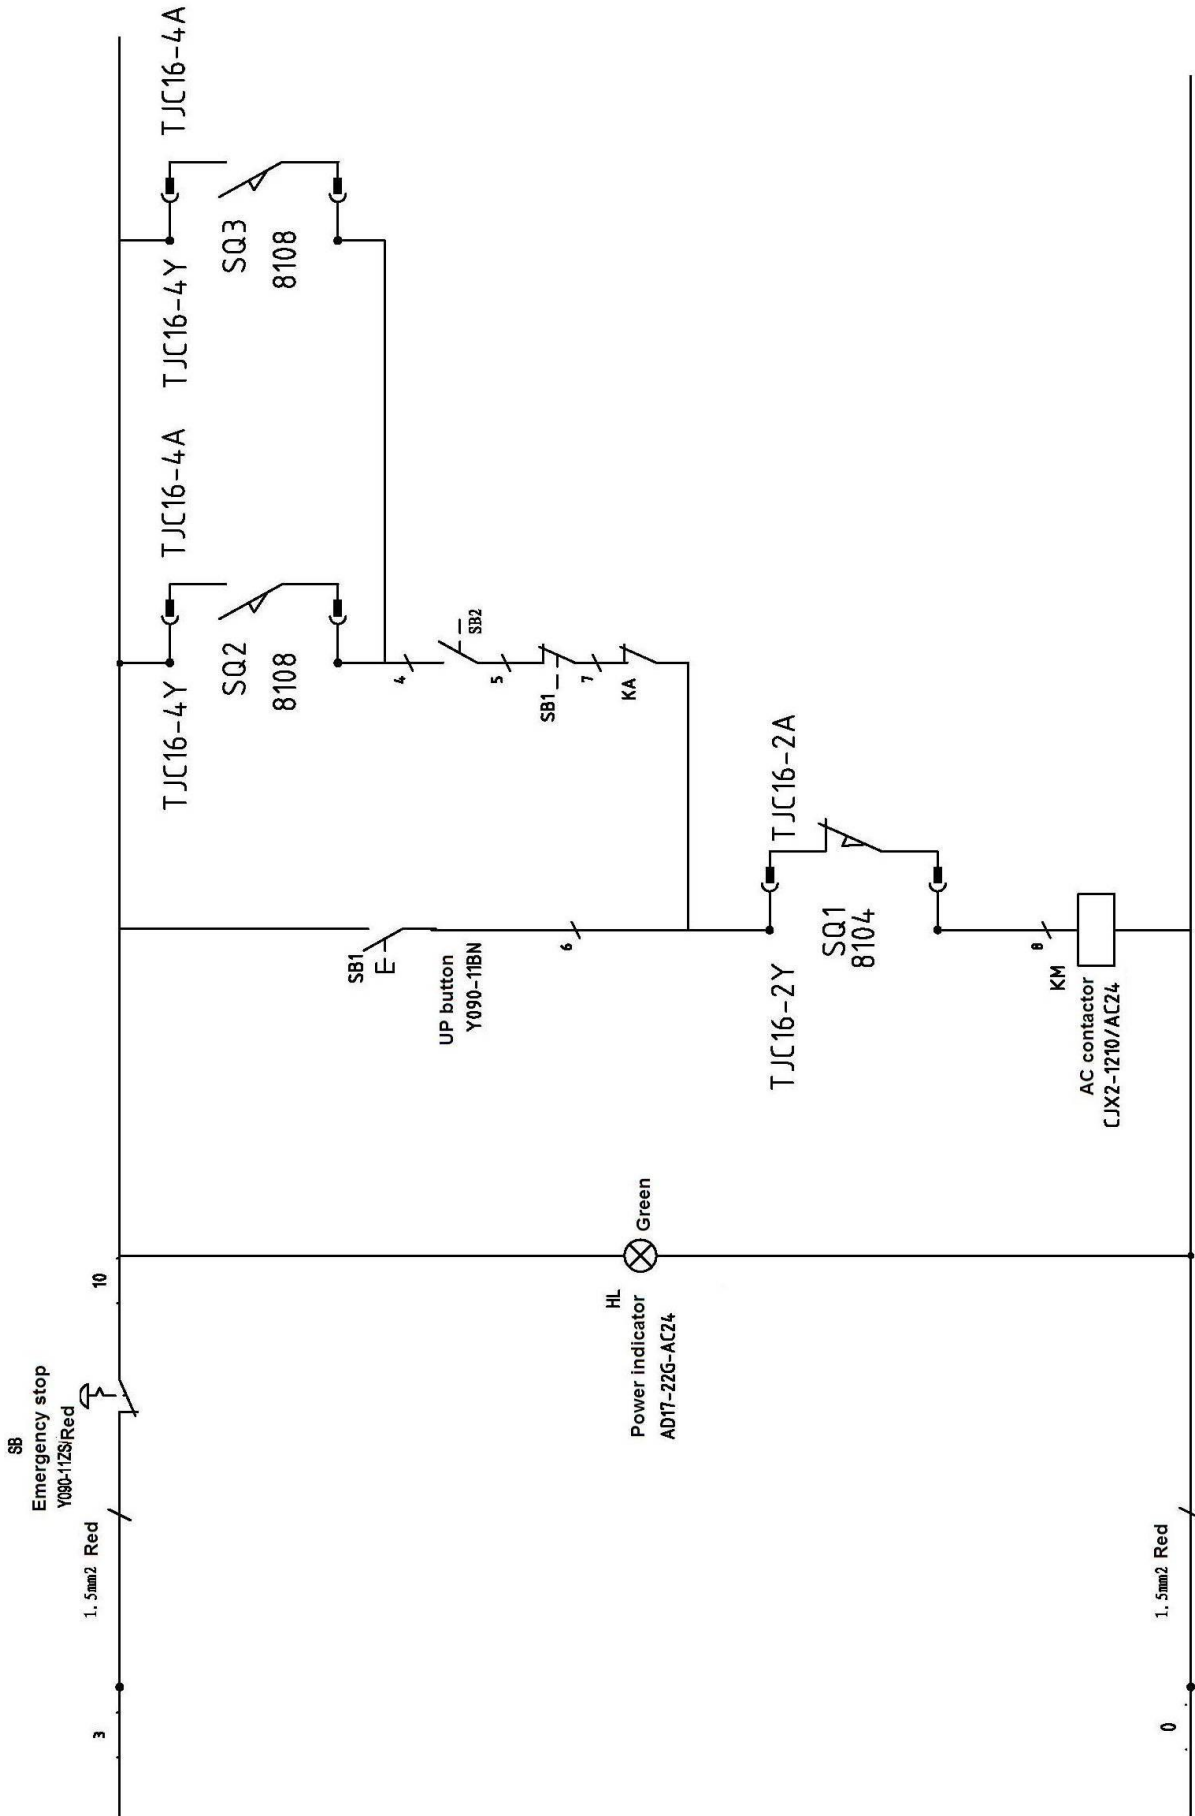 3
1.5mm2 Red
SB
Emergency stop
Y090-11ZS/Red
10
0
1.5mm2 Red
HL
Power indicator
AD17-22G-AC24
Green
SB1
UP button
Y090-11BN
6
TJC16-2Y
TJC16-2A
SQ1
8104
8
KM
AC contactor
CJX2-1210/AC24
TJC16-4Y
TJC16-4A
SQ2
8108
4
SB2
5
SB1
7
KA
TJC16-4Y
TJC16-4A
SQ3
8108